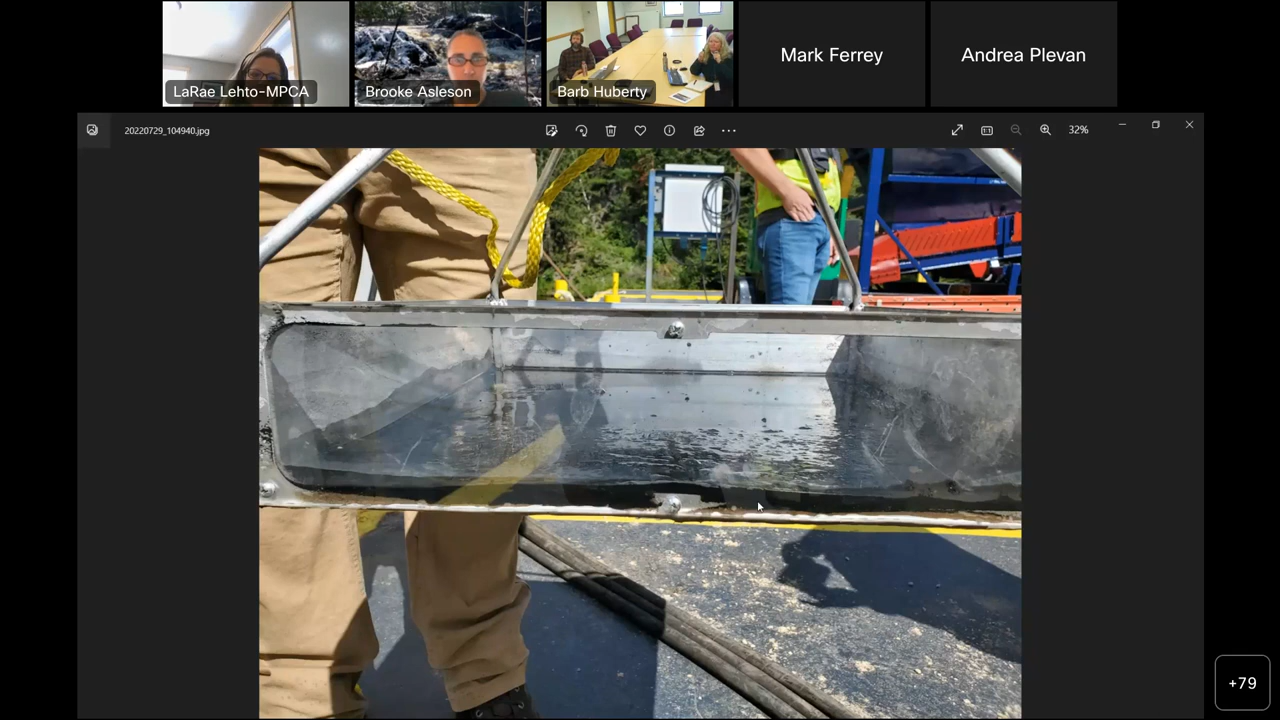 LaRae Lehto-MPCA
Brooke Asleson
Barb Huberty
Mark Ferrey
Andrea Plevan
20220729_104940.jpg
32%
+79